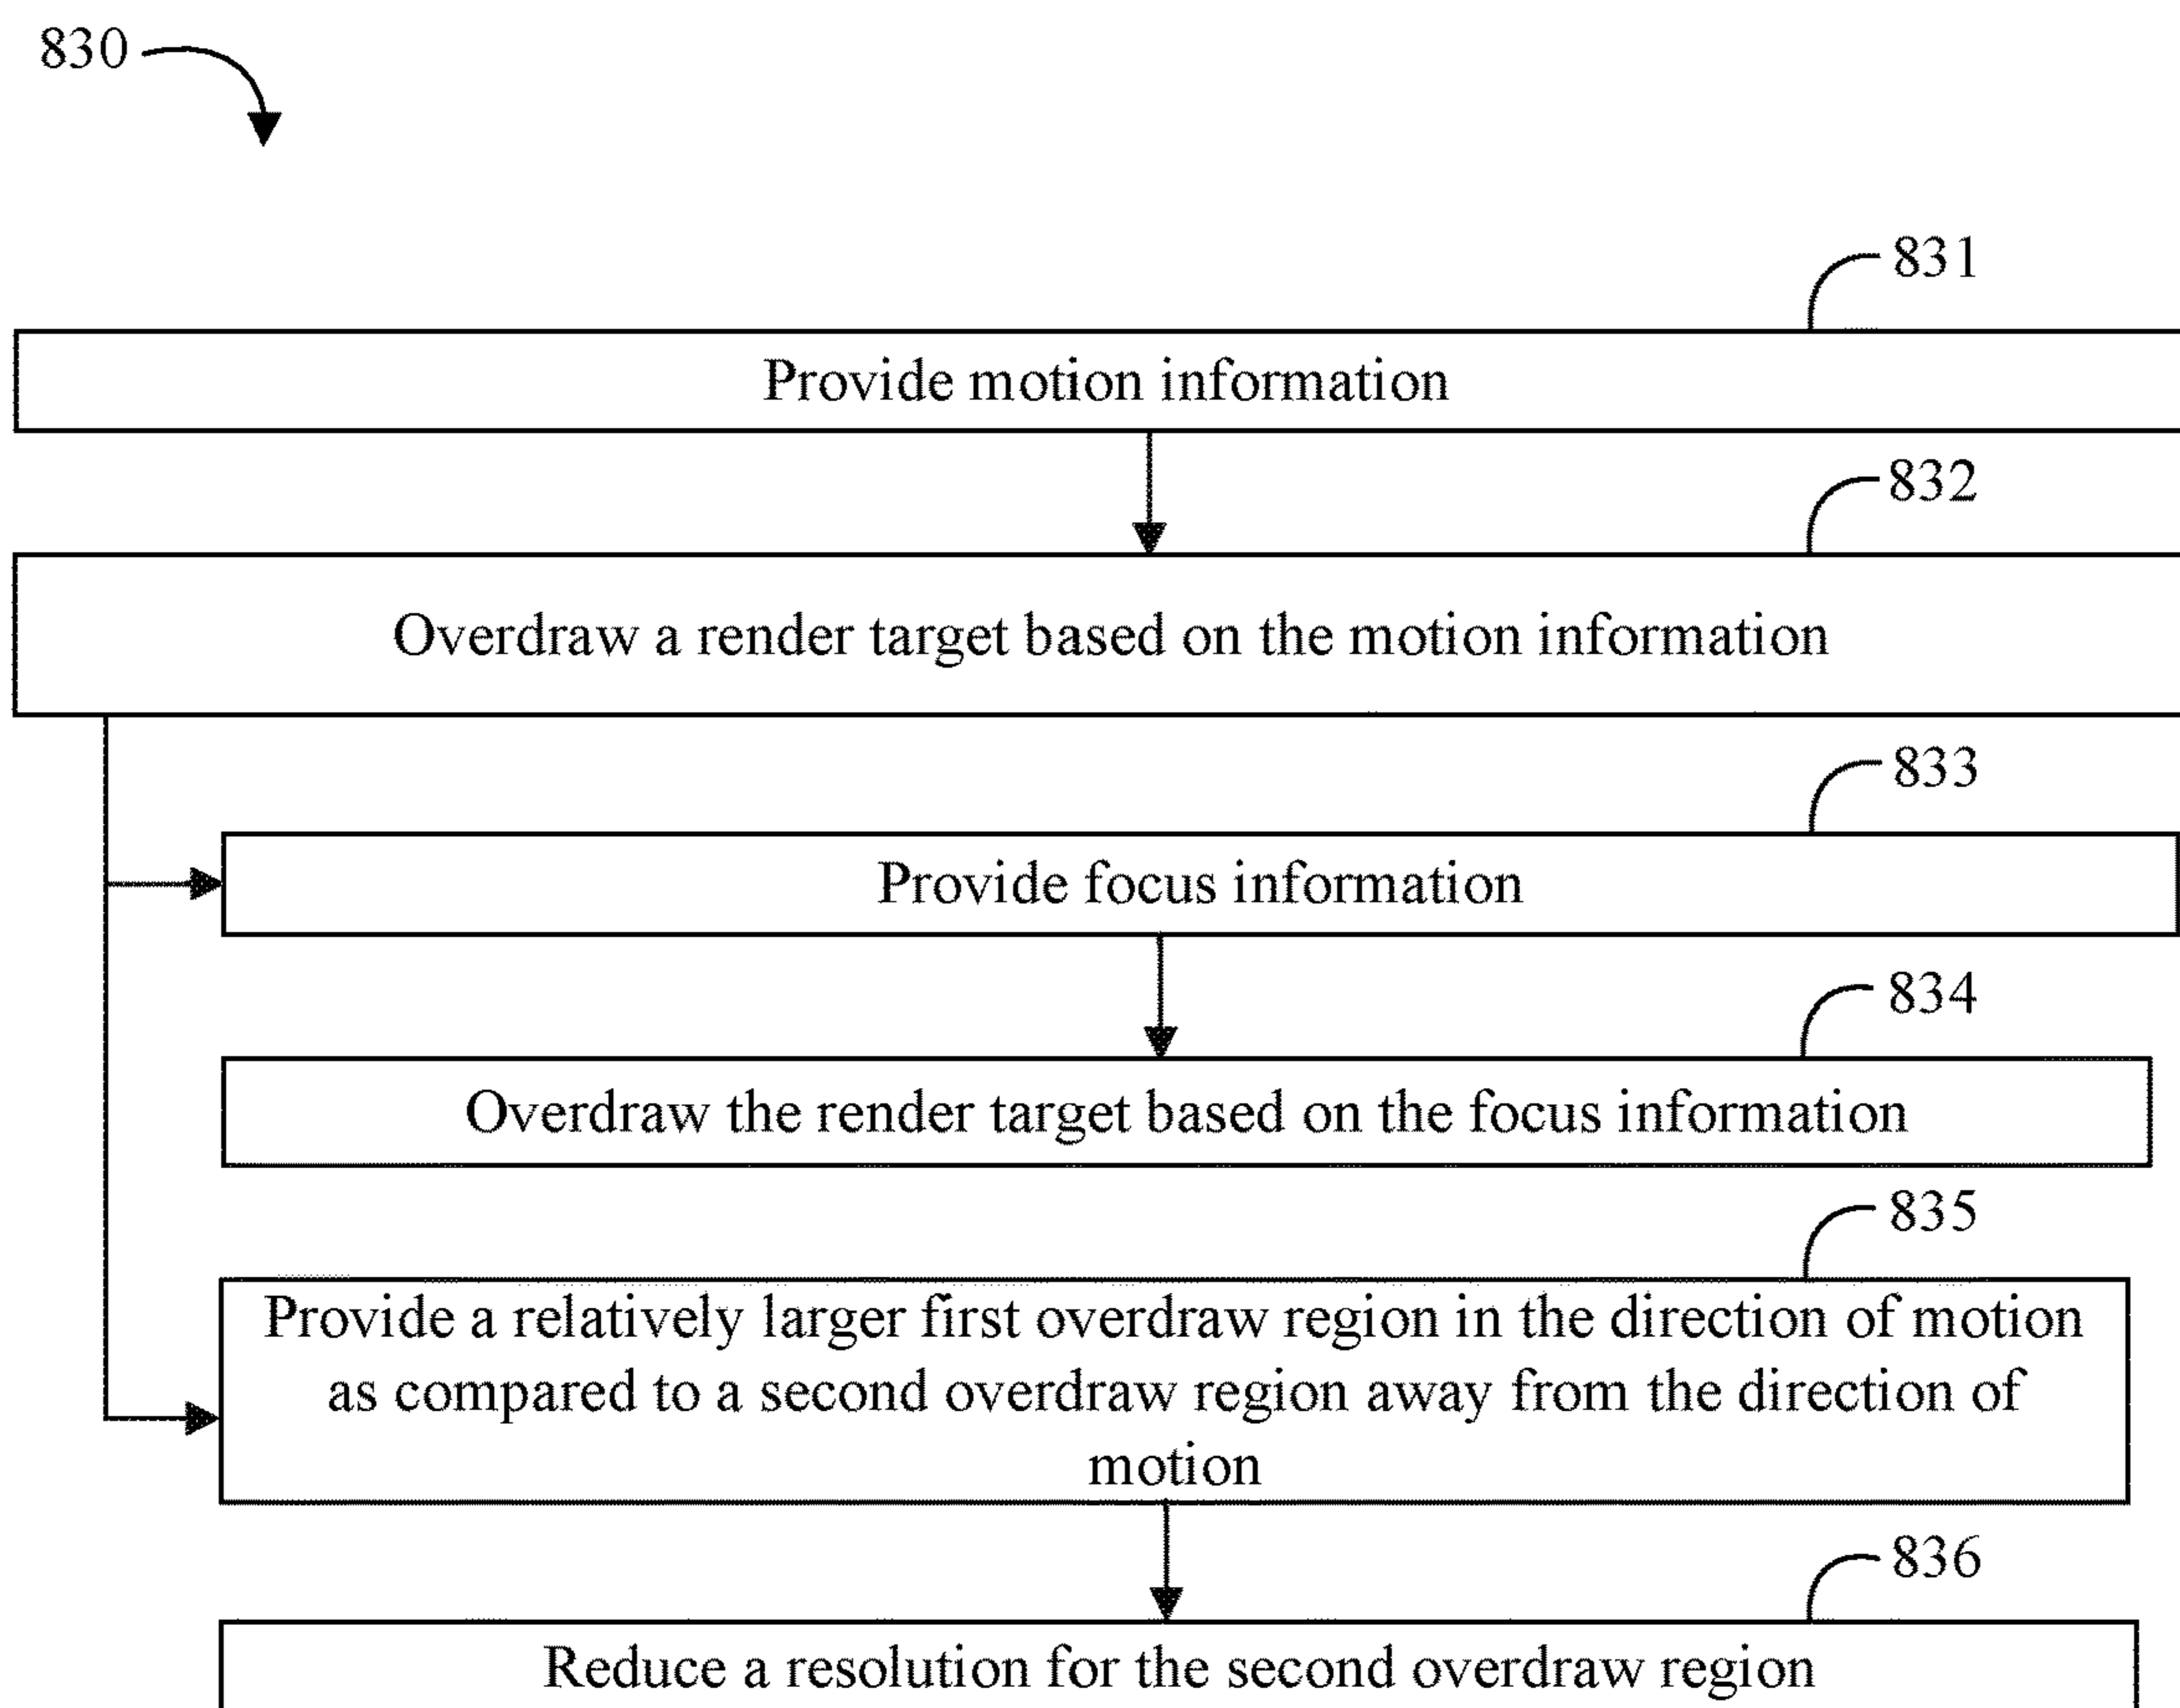 830
831
Provide motion information
832
Overdraw a render target based on the motion information
833
Provide focus information
834
Overdraw the render target based on the focus information
835
Provide a relatively larger first overdraw region in the direction of motion
as compared to a second overdraw region away from the direction of
motion
836
Reduce a resolution for the second overdraw region